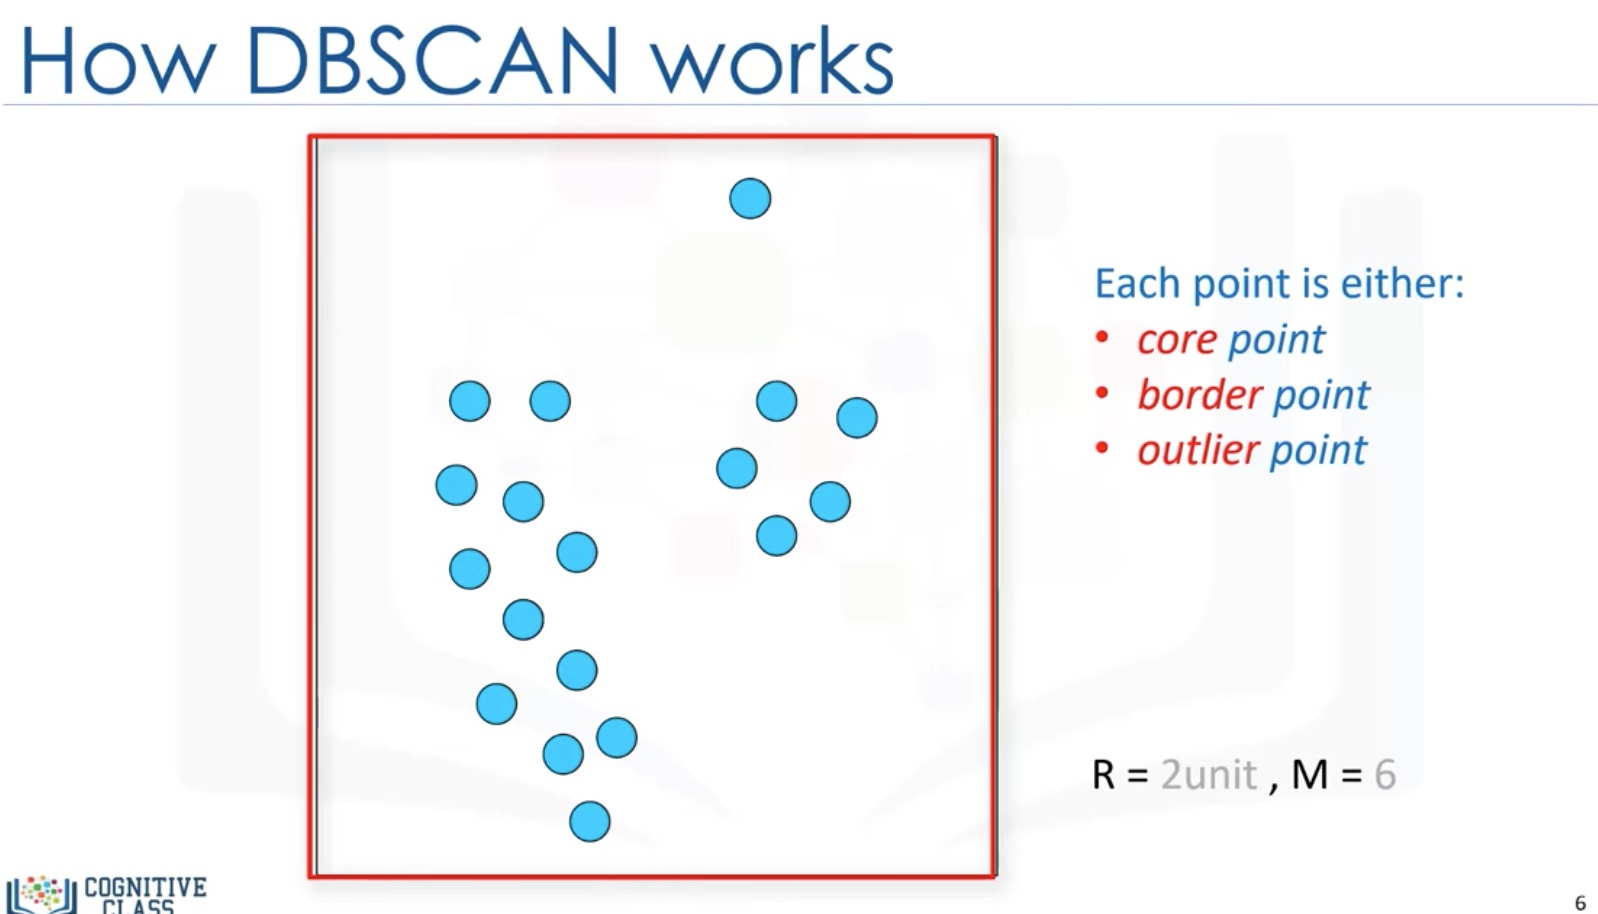 How DBSCAN works
Each point is either:
• core point
• border point
• outlier point
R = 2unit , M = 6
COGNITIVE
CLASS
6